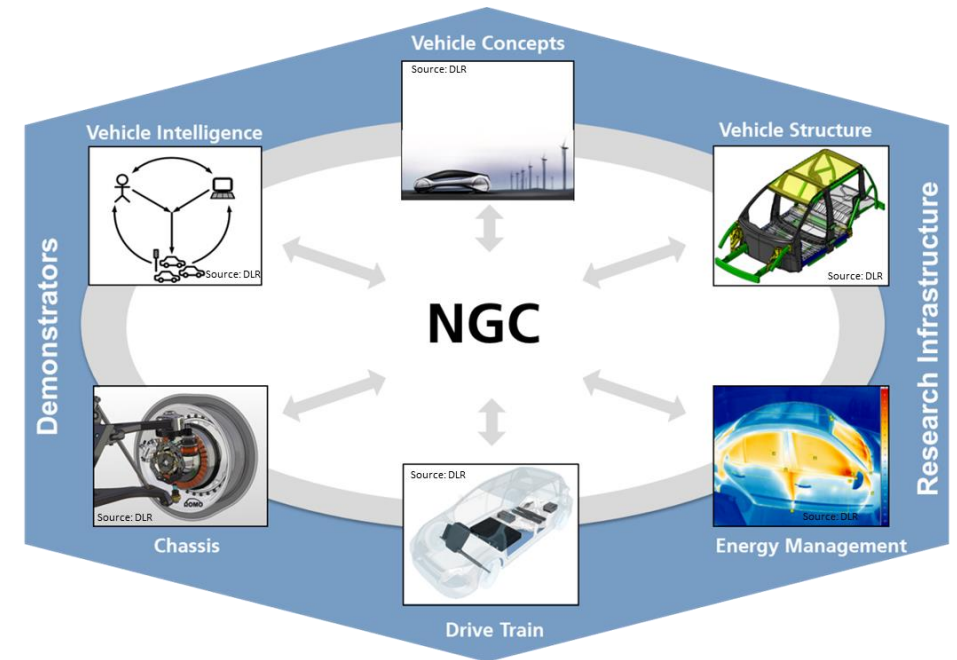 Vehicle Concepts
Source: DLR
Vehicle Intelligence
Source: DLR
Vehicle Structure
Source: DLR
Demonstrators
NGC
Research Infrastructure
DOMO
Source: DLR
Chassis
Source: DLR
Drive Train
Source: DLR
Energy Management